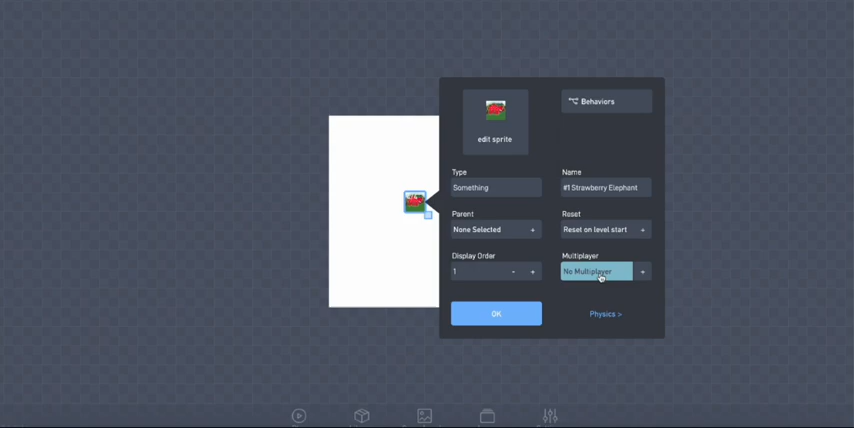 Behaviors
edit sprite
Type
Name
Something
#1 Strawberry Elephant
Parent
Reset
None Selected +
Reset on level start +
Display Order
Multiplayer
1 - +
No Multiplayer +
OK
Physics >